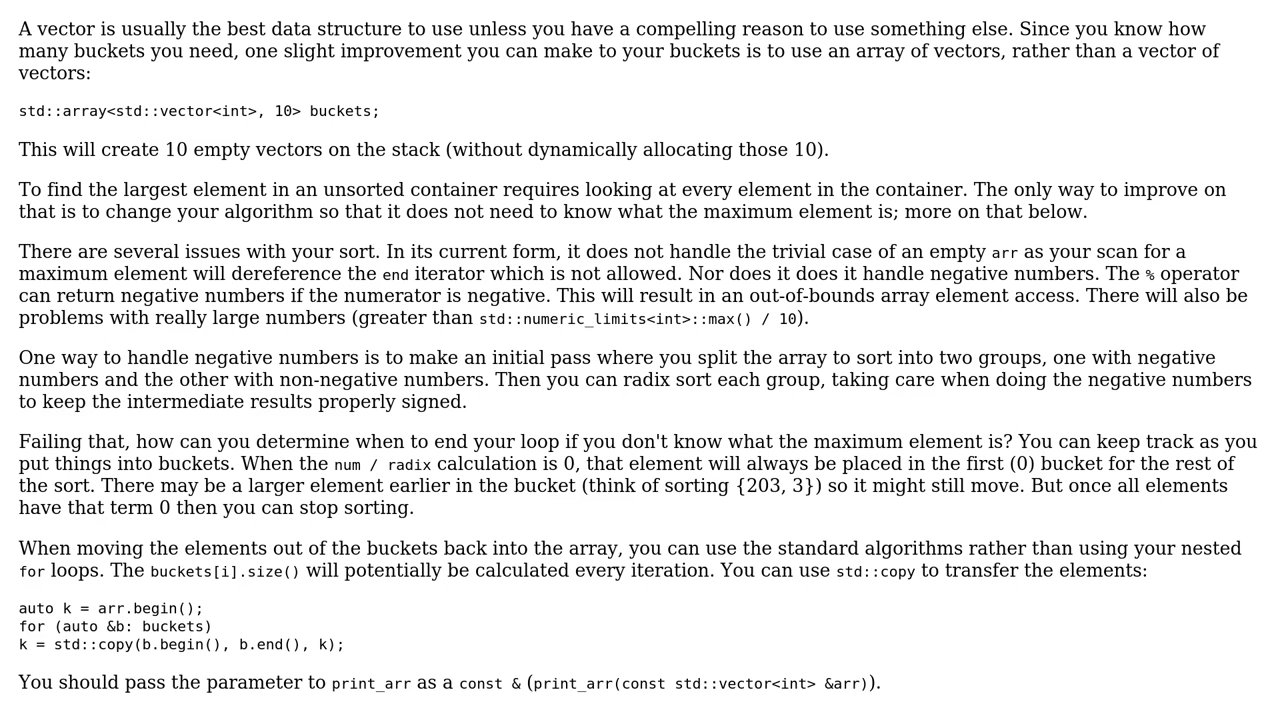 A vector is usually the best data structure to use unless you have a compelling reason to use something else. Since you know how
many buckets you need, one slight improvement you can make to your buckets is to use an array of vectors, rather than a vector of
vectors:
std::array<std::vector<int>, 10> buckets;
This will create 10 empty vectors on the stack (without dynamically allocating those 10).
To find the largest element in an unsorted container requires looking at every element in the container. The only way to improve on
that is to change your algorithm so that it does not need to know what the maximum element is; more on that below.
There are several issues with your sort. In its current form, it does not handle the trivial case of an empty arr as your scan for a
maximum element will dereference the end iterator which is not allowed. Nor does it does it handle negative numbers. The % operator
can return negative numbers if the numerator is negative. This will result in an out-of-bounds array element access. There will also be
problems with really large numbers (greater than std::numeric_limits<int>::max() / 10).
One way to handle negative numbers is to make an initial pass where you split the array to sort into two groups, one with negative
numbers and the other with non-negative numbers. Then you can radix sort each group, taking care when doing the negative numbers
to keep the intermediate results properly signed.
Failing that, how can you determine when to end your loop if you don't know what the maximum element is? You can keep track as you
put things into buckets. When the num / radix calculation is 0, that element will always be placed in the first (0) bucket for the rest of
the sort. There may be a larger element earlier in the bucket (think of sorting {203, 3}) so it might still move. But once all elements
have that term 0 then you can stop sorting.
When moving the elements out of the buckets back into the array, you can use the standard algorithms rather than using your nested
for loops. The buckets[i].size() will potentially be calculated every iteration. You can use std::copy to transfer the elements:
auto k = arr.begin();
for (auto &b: buckets)
k = std::copy(b.begin(), b.end(), k);
You should pass the parameter to print_arr as a const & (print_arr(const std::vector<int> &arr)).